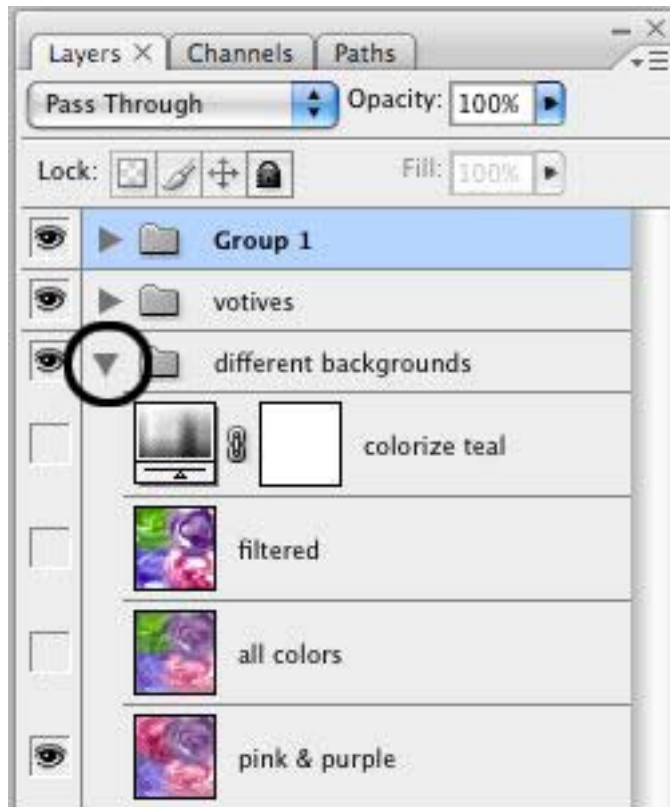 Layers × Channels Paths
Pass Through Opacity: 100%
Lock: Fill: 100%
Group 1
votives
different backgrounds
colorize teal
filtered
all colors
pink & purple